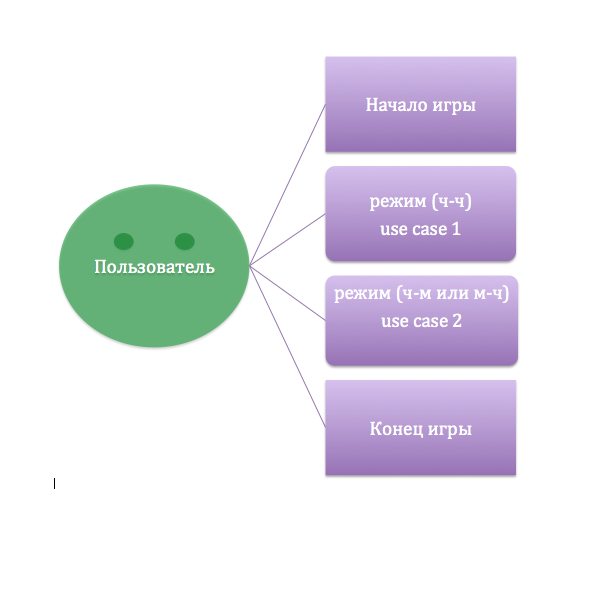 Начало игры
режим (ч-ч)
use case 1
Пользователь
режим (ч-м или м-ч)
use case 2
Конец игры